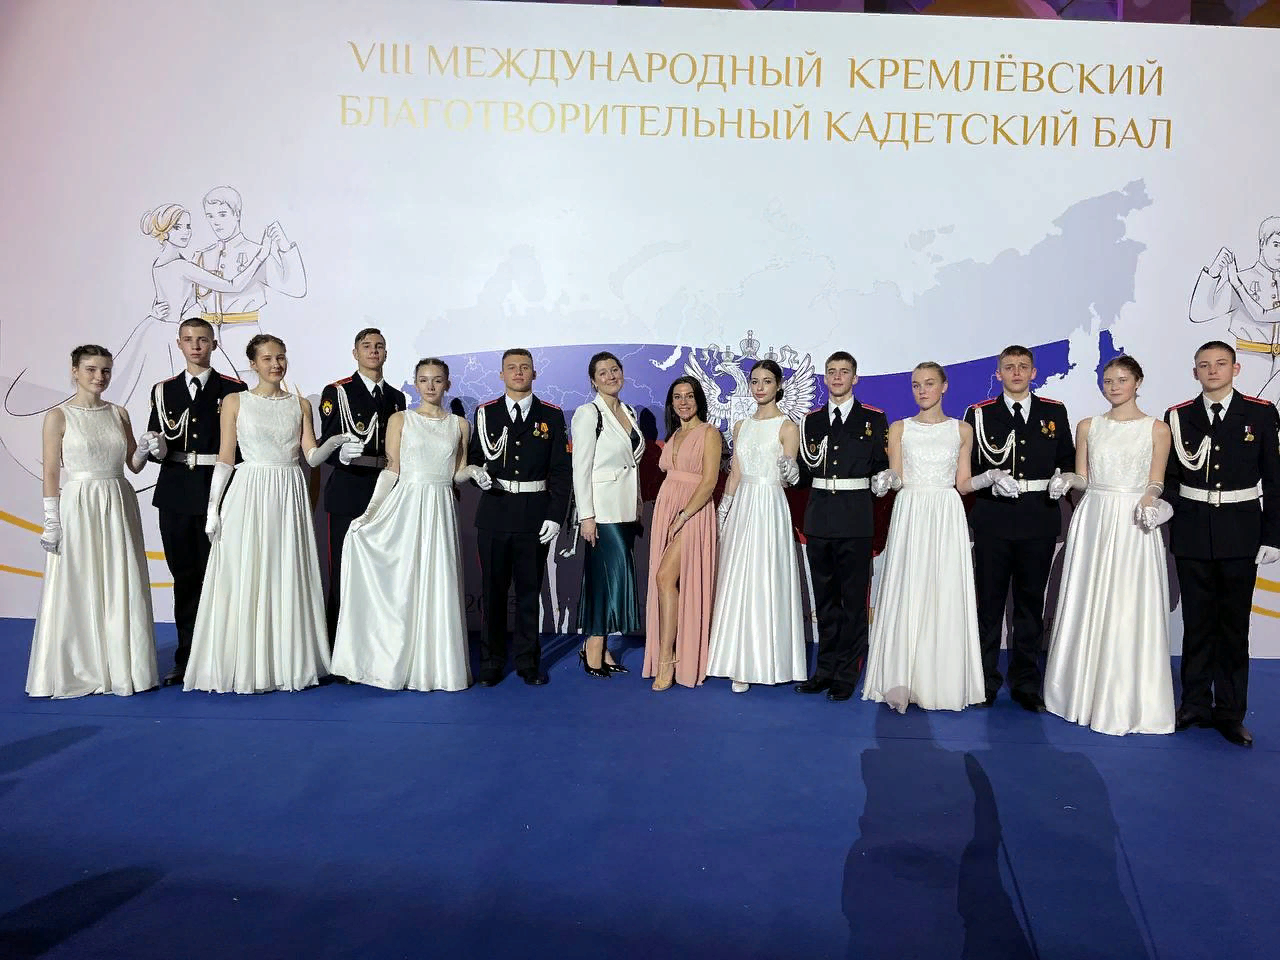 VIII МЕЖДУНАРОДНЫЙ КРЕМЛЁВСКИЙ
БЛАГОТВОРИТЕЛЬНЫЙ КАДЕТСКИЙ БАЛ